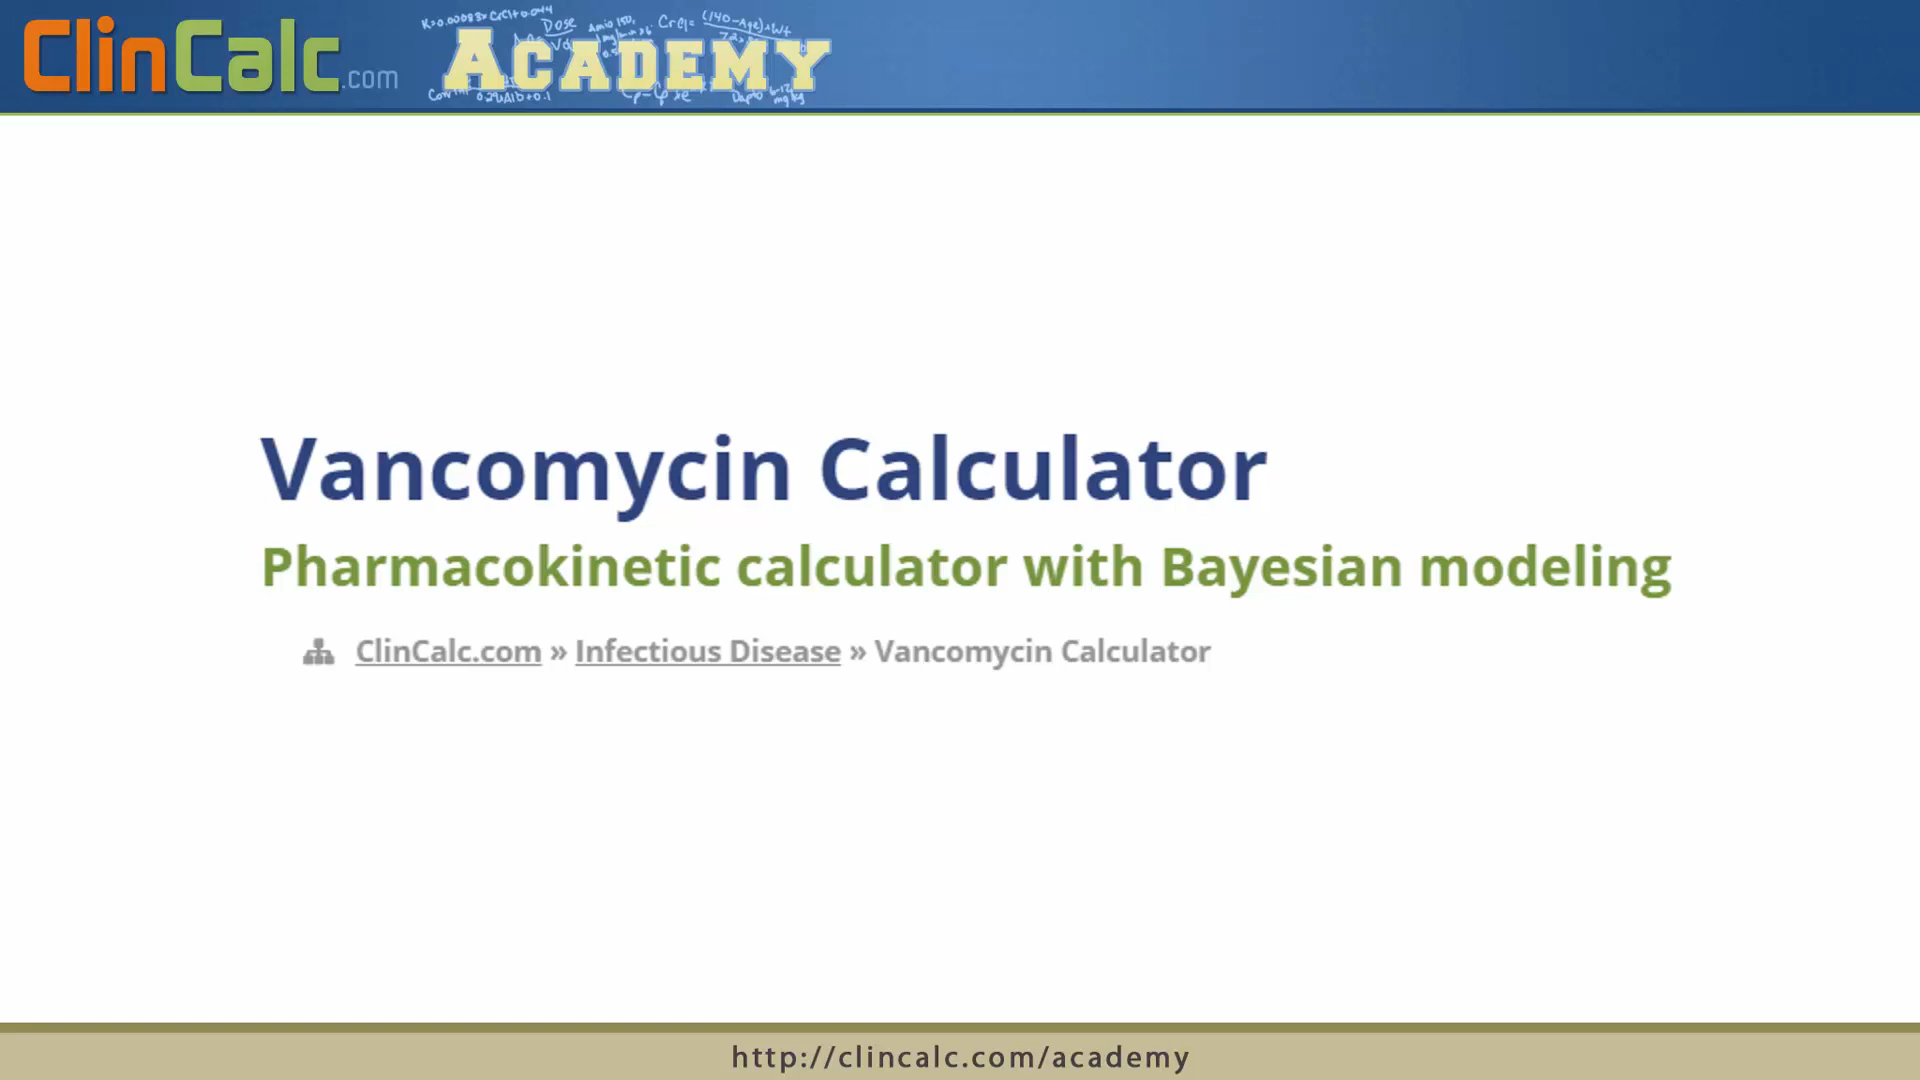 ClinCalc.com ACADEMY
Vancomycin Calculator
Pharmacokinetic calculator with Bayesian modeling
ClinCalc.com » Infectious Disease » Vancomycin Calculator
http://clincalc.com/academy